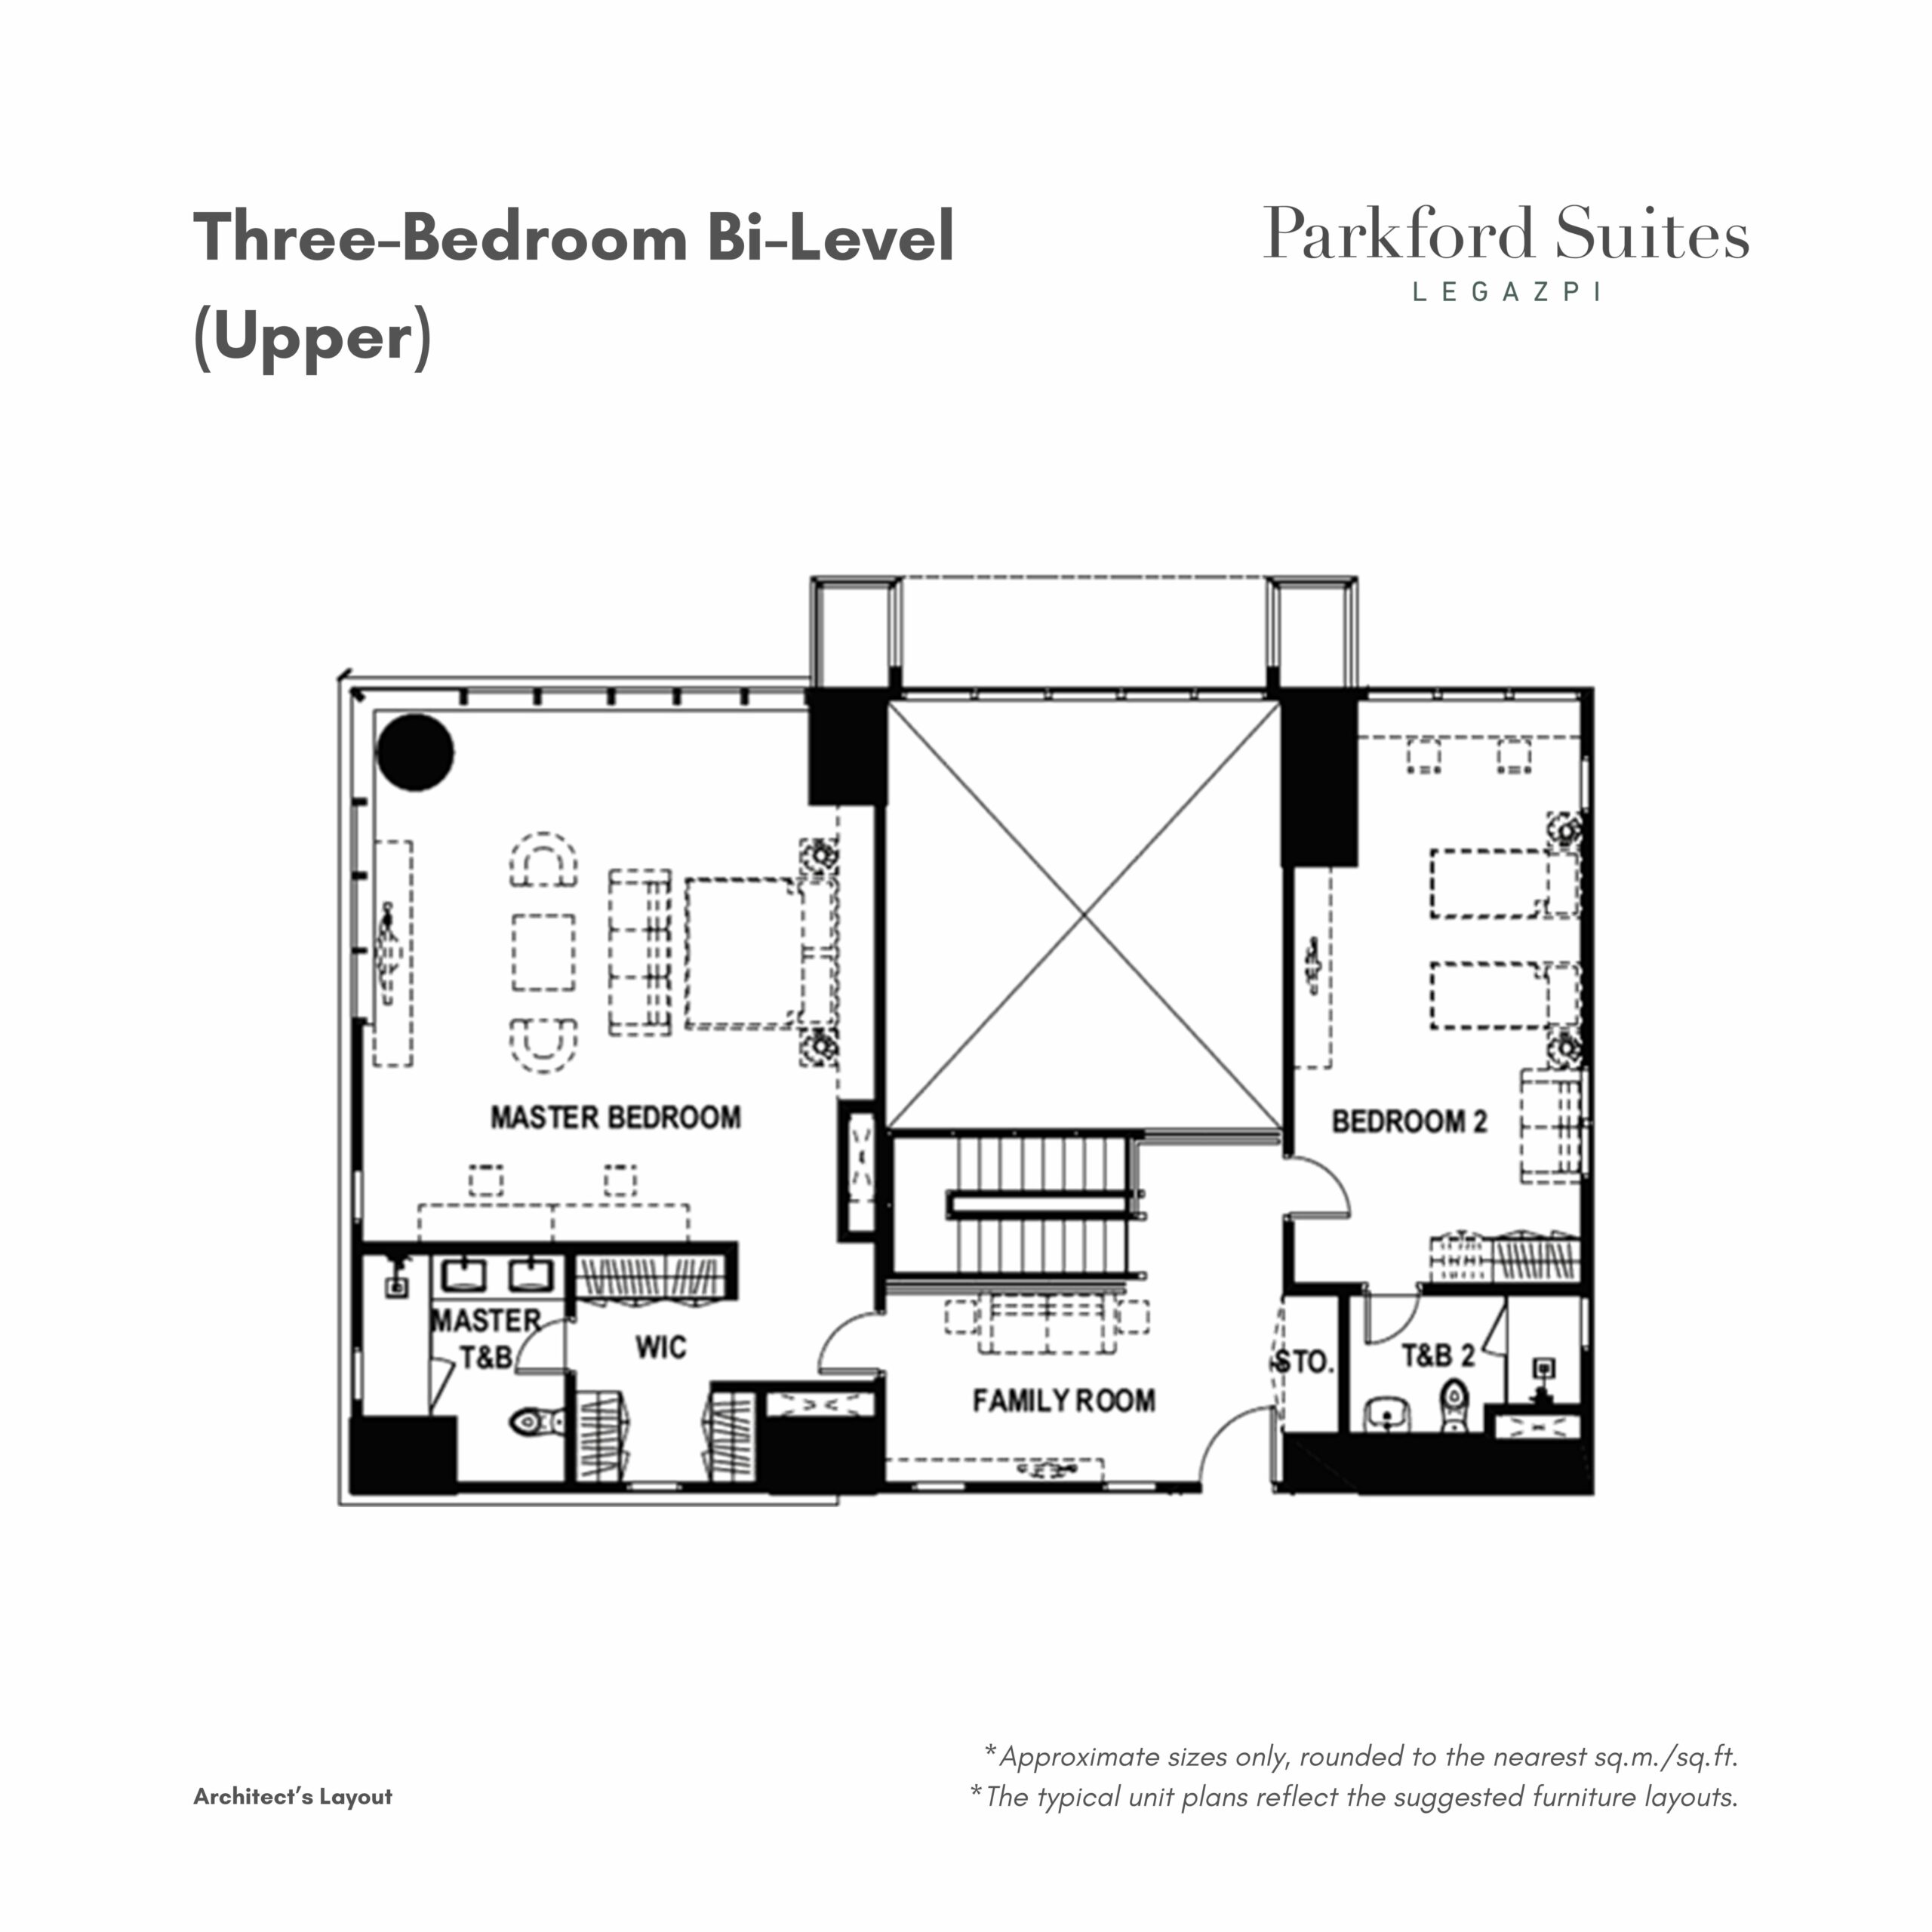 Three-Bedroom Bi-Level
(Upper)
Parkford Suites
LEGAZPI
MASTER BEDROOM
BEDROOM 2
MASTER
T&B
WIC
FAMILY ROOM
STO.
T&B 2
*Approximate sizes only, rounded to the nearest sq.m./sq.ft.
*The typical unit plans reflect the suggested furniture layouts.
Architect's Layout